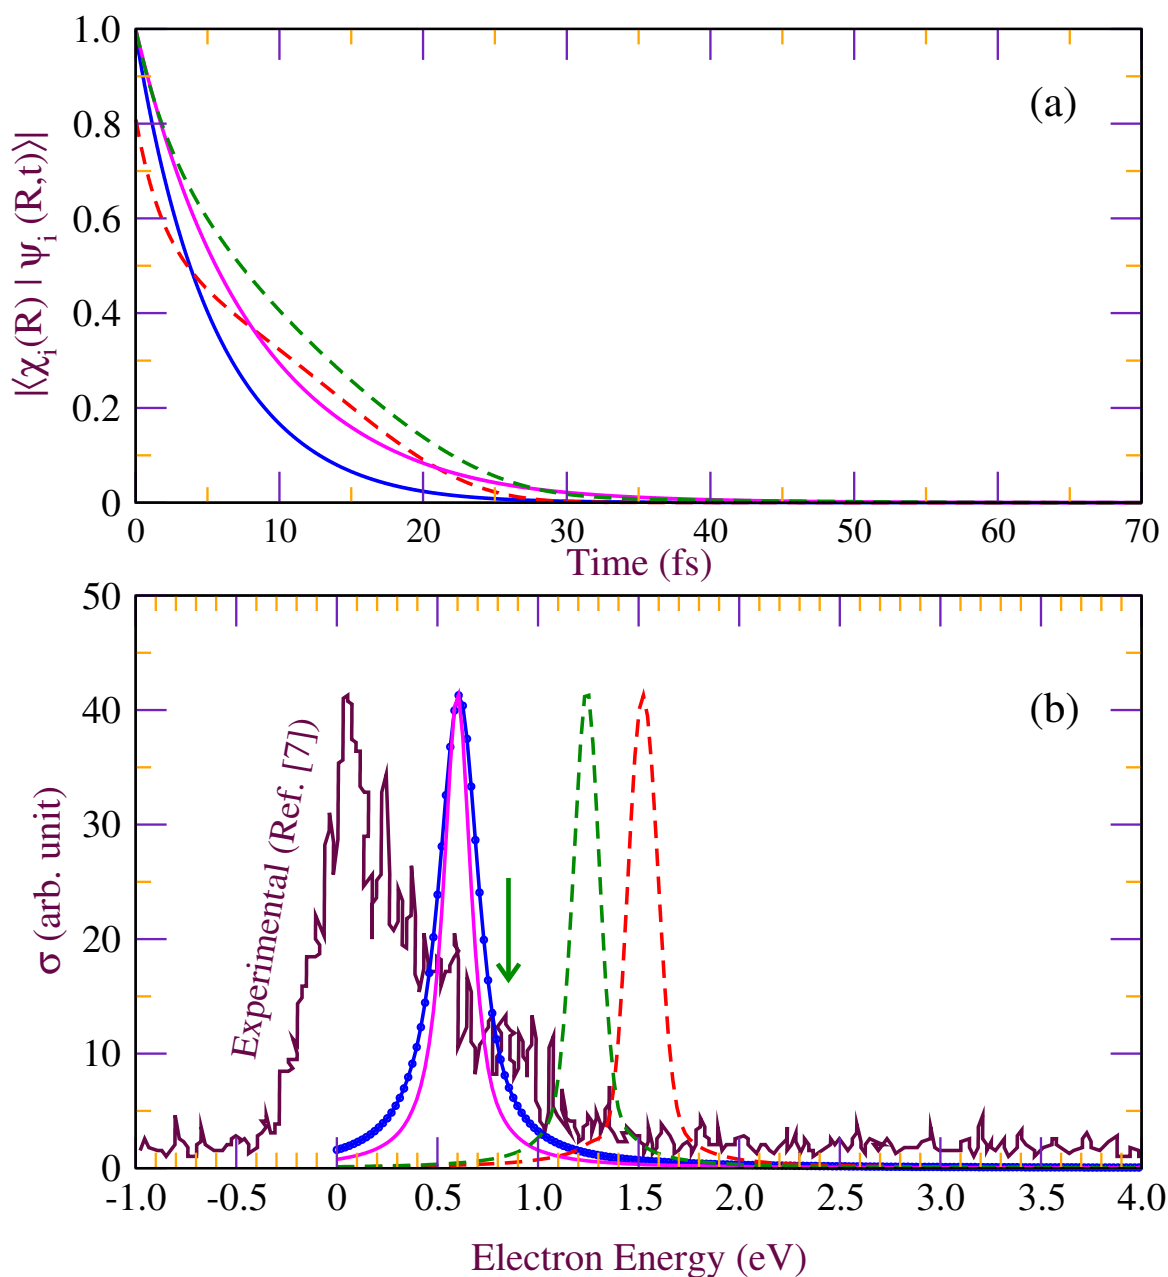 1.0
(a)
0.8
0.6
0.4
0.2
0
|⟨χᵢ(R) | ψᵢ (R,t)⟩|
0 10 20 30 40 50 60 70
Time (fs)
50
40
(b)
30
20
10
0
σ (arb. unit)
Experimental (Ref. [7])
-1.0 -0.5 0 0.5 1.0 1.5 2.0 2.5 3.0 3.5 4.0
Electron Energy (eV)